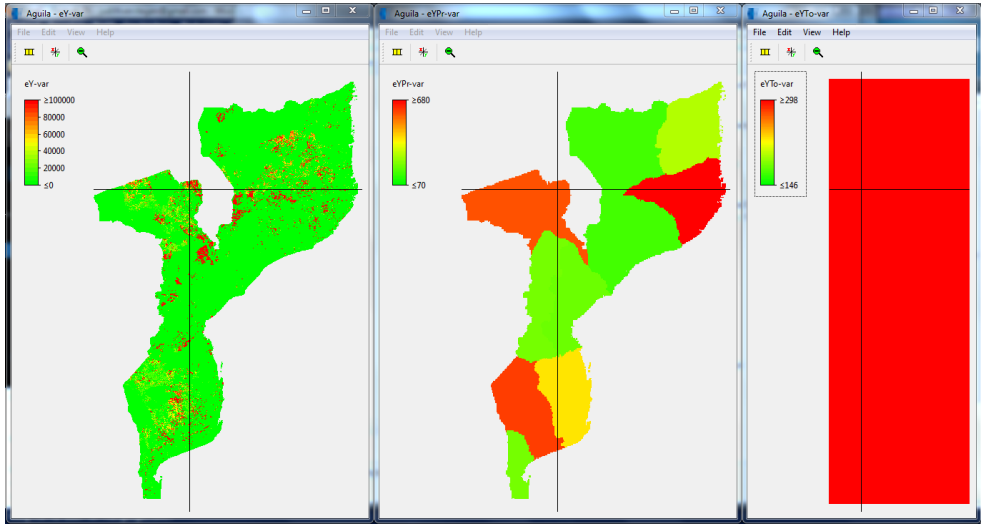 Aguila - eY-var
File Edit View Help
eY-var
≥100000
80000
60000
40000
20000
≤0
Aguila - eYPr-var
File Edit View Help
eYPr-var
≥680
≤70
Aguila - eYTo-var
File Edit View Help
eYTo-var
≥298
≤146